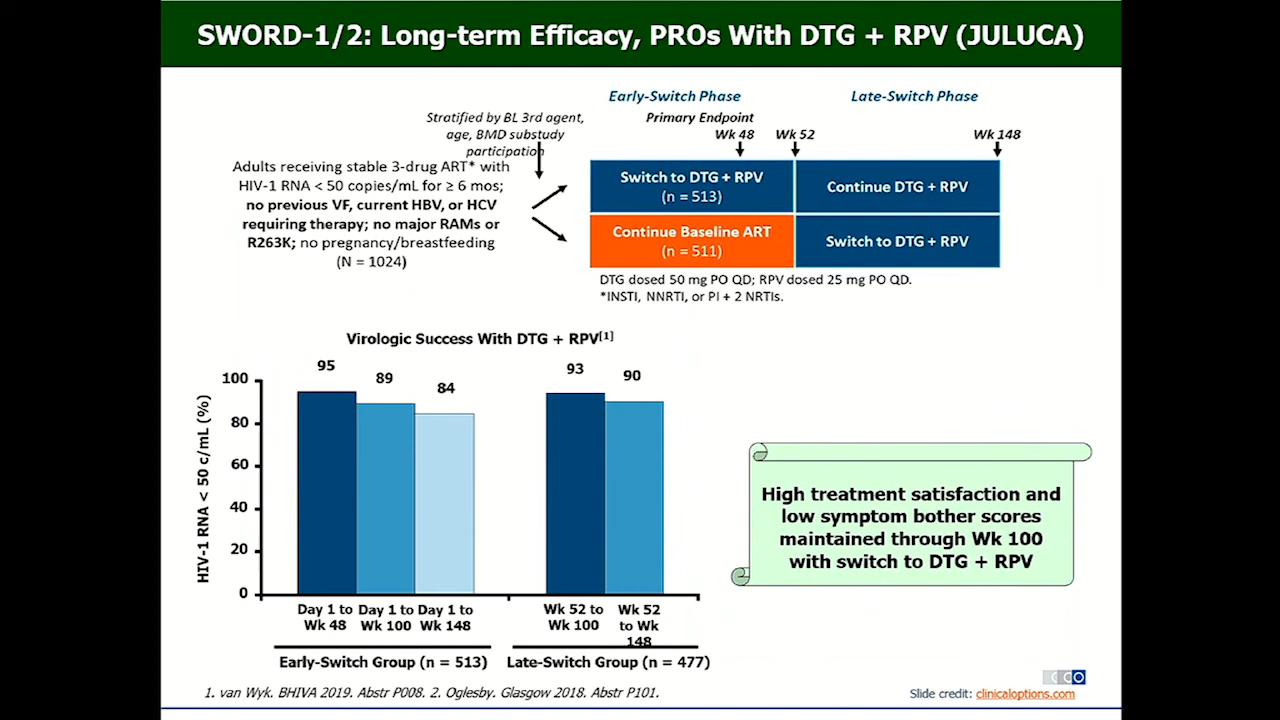 SWORD-1/2: Long-term Efficacy, PROs With DTG + RPV (JULUCA)
Early-Switch Phase
Late-Switch Phase
Stratified by BL 3rd agent,
age, BMD substudy
participation
Primary Endpoint
Wk 48
Wk 52
Wk 148
Adults receiving stable 3-drug ART* with
HIV-1 RNA < 50 copies/mL for ≥ 6 mos;
no previous VF, current HBV, or HCV
requiring therapy; no major RAMs or
R263K; no pregnancy/breastfeeding
(N = 1024)
Switch to DTG + RPV
(n = 513)
Continue DTG + RPV
Continue Baseline ART
(n = 511)
Switch to DTG + RPV
DTG dosed 50 mg PO QD; RPV dosed 25 mg PO QD.
*INSTI, NNRTI, or PI + 2 NRTIs.
Virologic Success With DTG + RPV[1]
HIV-1 RNA < 50 c/mL (%)
100
80
60
40
20
0
95
89
84
93
90
Day 1 to
Wk 48
Day 1 to
Wk 100
Day 1 to
Wk 148
Wk 52 to
Wk 100
Wk 52
to Wk
148
Early-Switch Group (n = 513)
Late-Switch Group (n = 477)
High treatment satisfaction and
low symptom bother scores
maintained through Wk 100
with switch to DTG + RPV
CCO
1. van Wyk. BHIVA 2019. Abstr P008. 2. Oglesby. Glasgow 2018. Abstr P101.
Slide credit: clinicaloptions.com